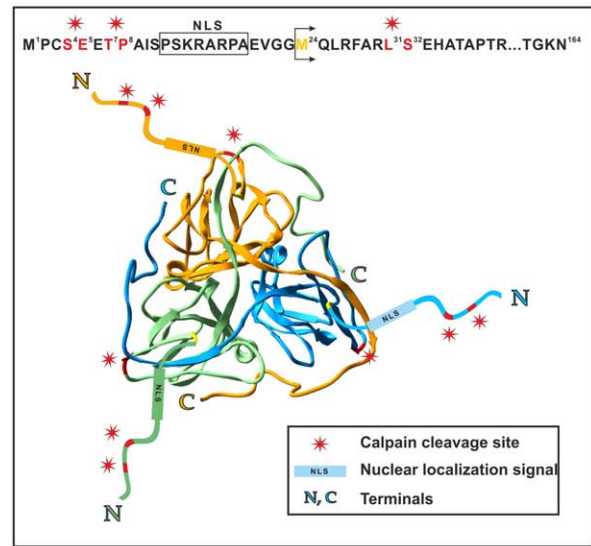 NLS
M¹PCS⁴E⁵ET⁷P⁸AISPSKRARPAEVGGM²⁴QLRFARL³¹S³²EHATAPTR...TGKN¹⁶⁴
N
NLS
C
C
N
NLS
NLS
C
N
Calpain cleavage site
NLS Nuclear localization signal
N, C Terminals